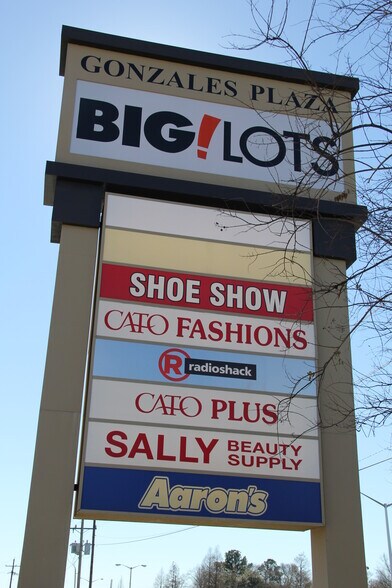 GONZALES PLAZA
BIG! LOTS
SHOE SHOW
CATO FASHIONS
R radioshack
CATO PLUS
SALLY BEAUTY
SUPPLY
Aaron's